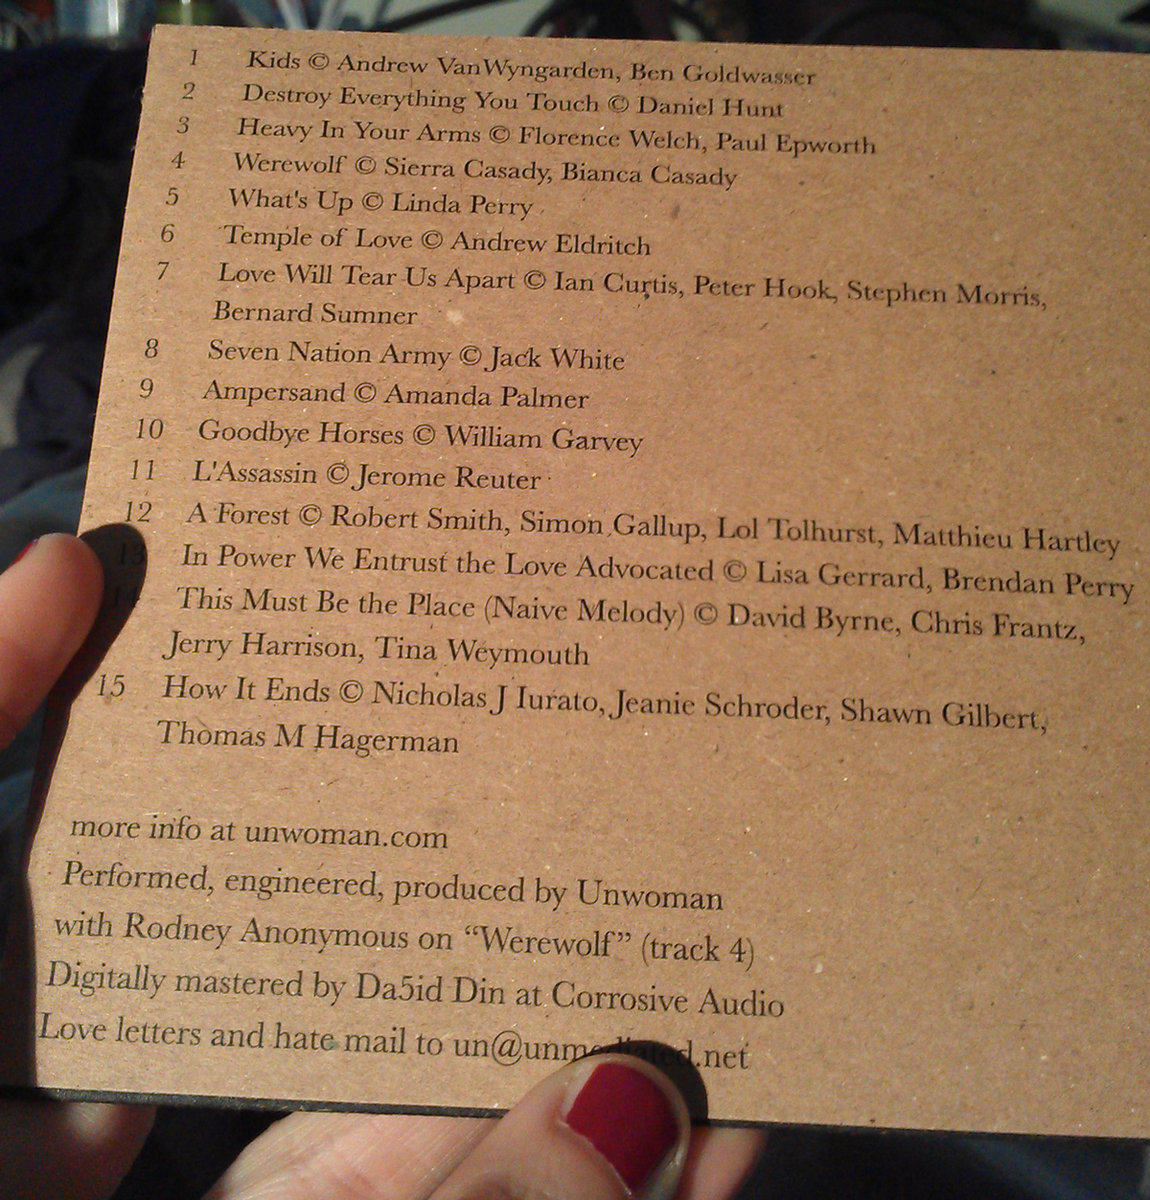 1 Kids © Andrew VanWyngarden, Ben Goldwasser
2 Destroy Everything You Touch © Daniel Hunt
3 Heavy In Your Arms © Florence Welch, Paul Epworth
4 Werewolf © Sierra Casady, Bianca Casady
5 What's Up © Linda Perry
6 Temple of Love © Andrew Eldritch
7 Love Will Tear Us Apart © Ian Curtis, Peter Hook, Stephen Morris,
Bernard Sumner
8 Seven Nation Army © Jack White
9 Ampersand © Amanda Palmer
10 Goodbye Horses © William Garvey
11 L'Assassin © Jerome Reuter
12 A Forest © Robert Smith, Simon Gallup, Lol Tolhurst, Matthieu Hartley
13 In Power We Entrust the Love Advocated © Lisa Gerrard, Brendan Perry
14 This Must Be the Place (Naive Melody) © David Byrne, Chris Frantz,
Jerry Harrison, Tina Weymouth
15 How It Ends © Nicholas J Iurato, Jeanie Schroder, Shawn Gilbert,
Thomas M Hagerman
more info at unwoman.com
Performed, engineered, produced by Unwoman
with Rodney Anonymous on “Werewolf” (track 4)
Digitally mastered by Da5id Din at Corrosive Audio
Love letters and hate mail to un@unmediated.net